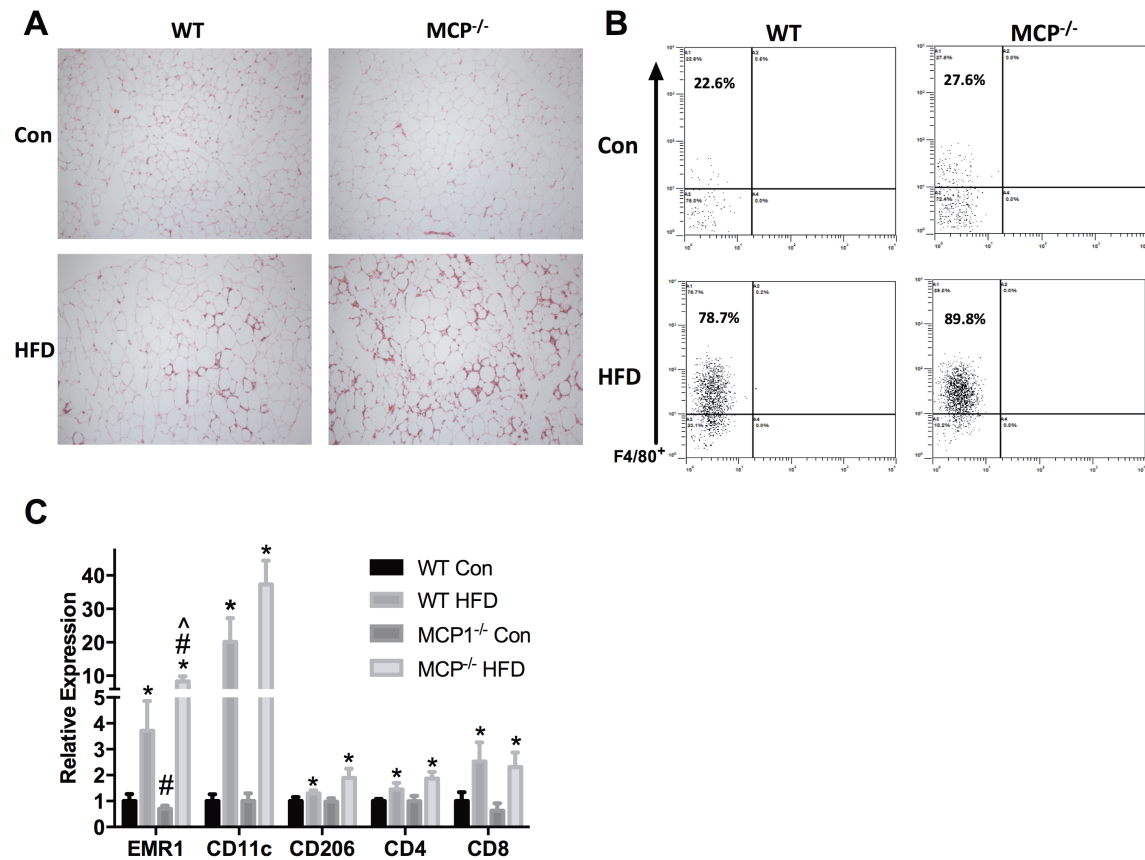 A
WT
MCP-/-
Con
HFD
B
WT
MCP-/-
Con
22.6%
27.6%
HFD
78.7%
89.8%
F4/80+
C
Relative Expression
40
30
20
10
5
4
3
2
1
0
*
#
*
#
^
*
*
*
*
*
*
*
*
WT Con
WT HFD
MCP1-/- Con
MCP-/- HFD
EMR1
CD11c
CD206
CD4
CD8